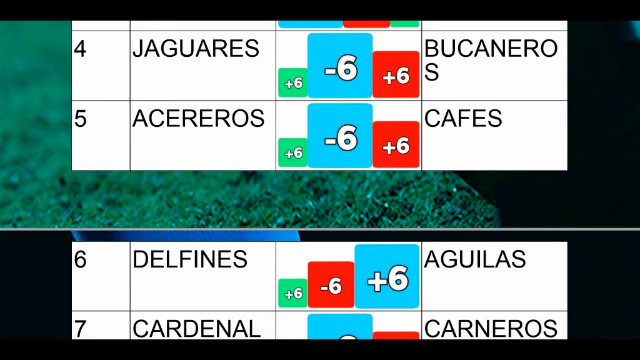 4 JAGUARES +6 -6 +6 BUCANERO
S
5 ACEREROS +6 -6 +6 CAFES
6 DELFINES +6 -6 +6 AGUILAS
7 CARDENAL CARNEROS